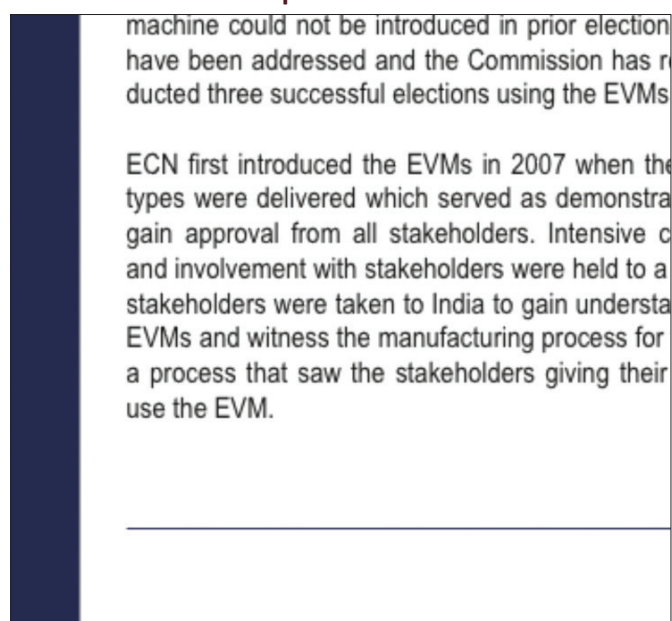 machine could not be introduced in prior election
have been addressed and the Commission has
ducted three successful elections using the EVMs
ECN first introduced the EVMs in 2007 when the
types were delivered which served as demonstra
gain approval from all stakeholders. Intensive c
and involvement with stakeholders were held to a
stakeholders were taken to India to gain understa
EVMs and witness the manufacturing process for
a process that saw the stakeholders giving their
use the EVM.